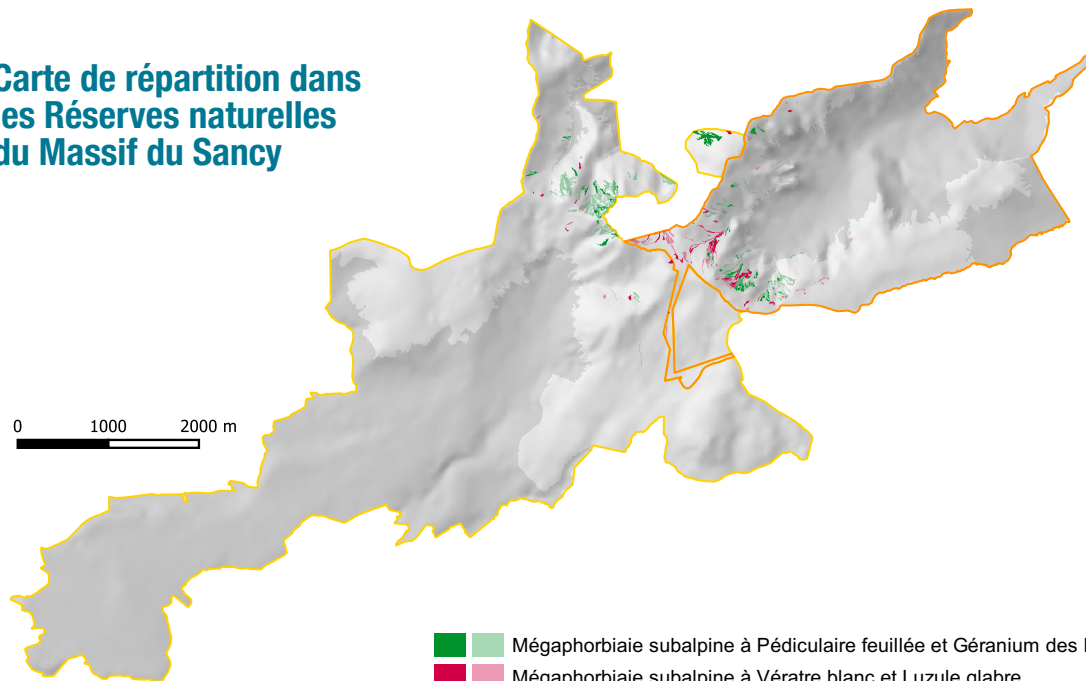 Carte de répartition dans
les Réserves naturelles
du Massif du Sancy
0 1000 2000 m
Mégaphorbiaie subalpine à Pédiculaire feuillée et Géranium des
Mégaphorbiaie subalpine à Vératre blanc et Luzule glabre